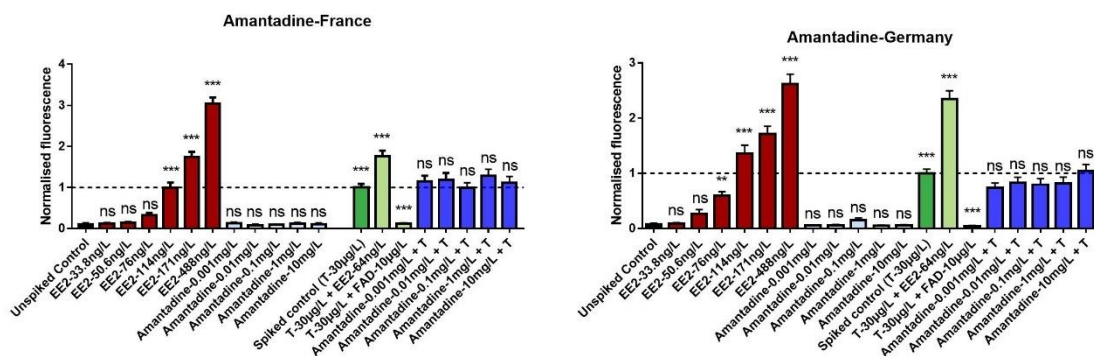 Amantadine-France
Normalised fluorescence
4
3
2
1
0
ns
ns
ns
***
***
***
ns
ns
ns
ns
ns
***
***
***
ns
ns
ns
ns
ns
Unspiked Control
EE2-33.8ng/L
EE2-50.6ng/L
EE2-76ng/L
EE2-114ng/L
EE2-171ng/L
EE2-488ng/L
Amantadine-0.001mg/L
Amantadine-0.01mg/L
Amantadine-0.1mg/L
Amantadine-1mg/L
Amantadine-10mg/L
Spiked control (T-30µg/L)
T-30µg/L + EE2-64ng/L
T-30µg/L + FAD-10µg/L
Amantadine-0.001mg/L + T
Amantadine-0.01mg/L + T
Amantadine-0.1mg/L + T
Amantadine-1mg/L + T
Amantadine-10mg/L + T
Amantadine-Germany
Normalised fluorescence
3
2
1
0
ns
ns
**
***
***
***
ns
ns
ns
ns
ns
***
***
***
ns
ns
ns
ns
ns
Unspiked Control
EE2-33.8ng/L
EE2-50.6ng/L
EE2-76ng/L
EE2-114ng/L
EE2-171ng/L
EE2-488ng/L
Amantadine-0.001mg/L
Amantadine-0.01mg/L
Amantadine-0.1mg/L
Amantadine-1mg/L
Amantadine-10mg/L
Spiked control (T-30µg/L)
T-30µg/L + EE2-64ng/L
T-30µg/L + FAD-10µg/L
Amantadine-0.001mg/L + T
Amantadine-0.01mg/L + T
Amantadine-0.1mg/L + T
Amantadine-1mg/L + T
Amantadine-10mg/L + T